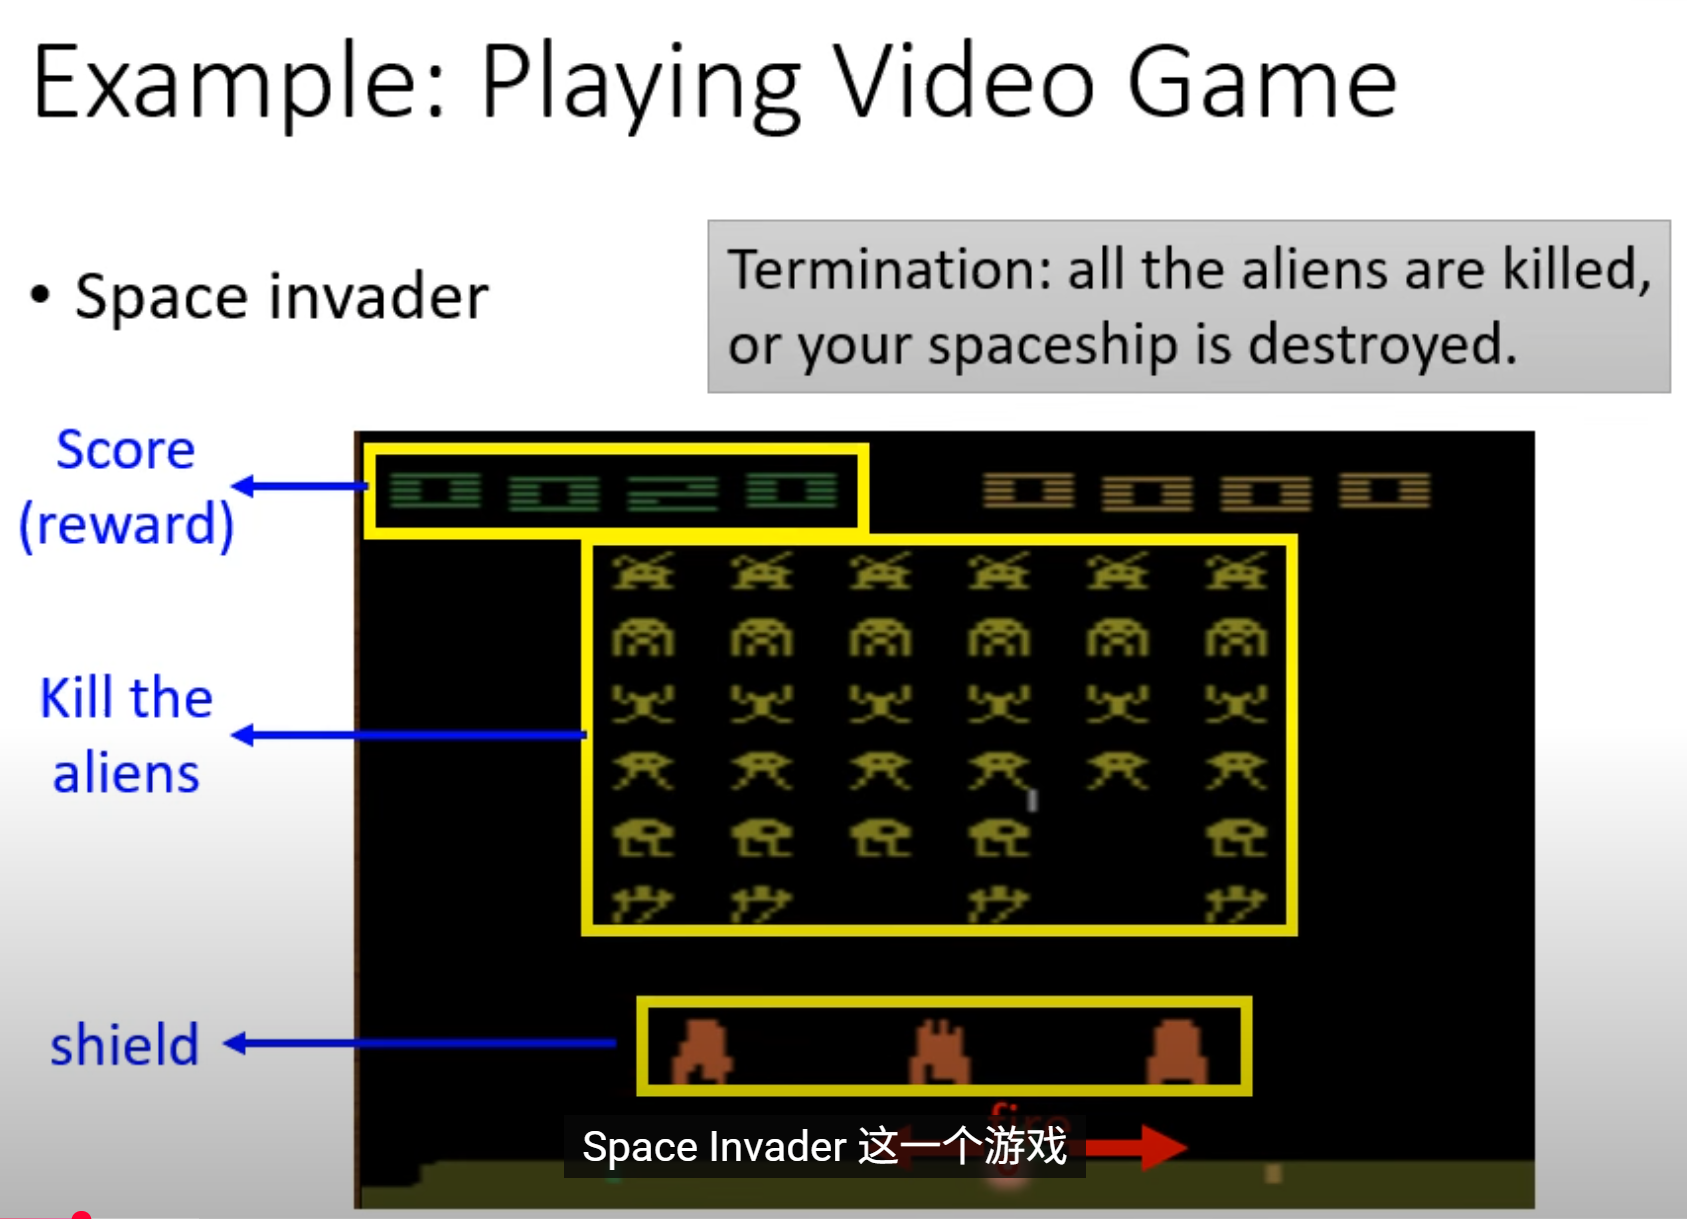 Example: Playing Video Game
• Space invader
Termination: all the aliens are killed,
or your spaceship is destroyed.
Score
(reward)
0020 0000
Kill the
aliens
shield
fire
Space Invader 这一个游戏